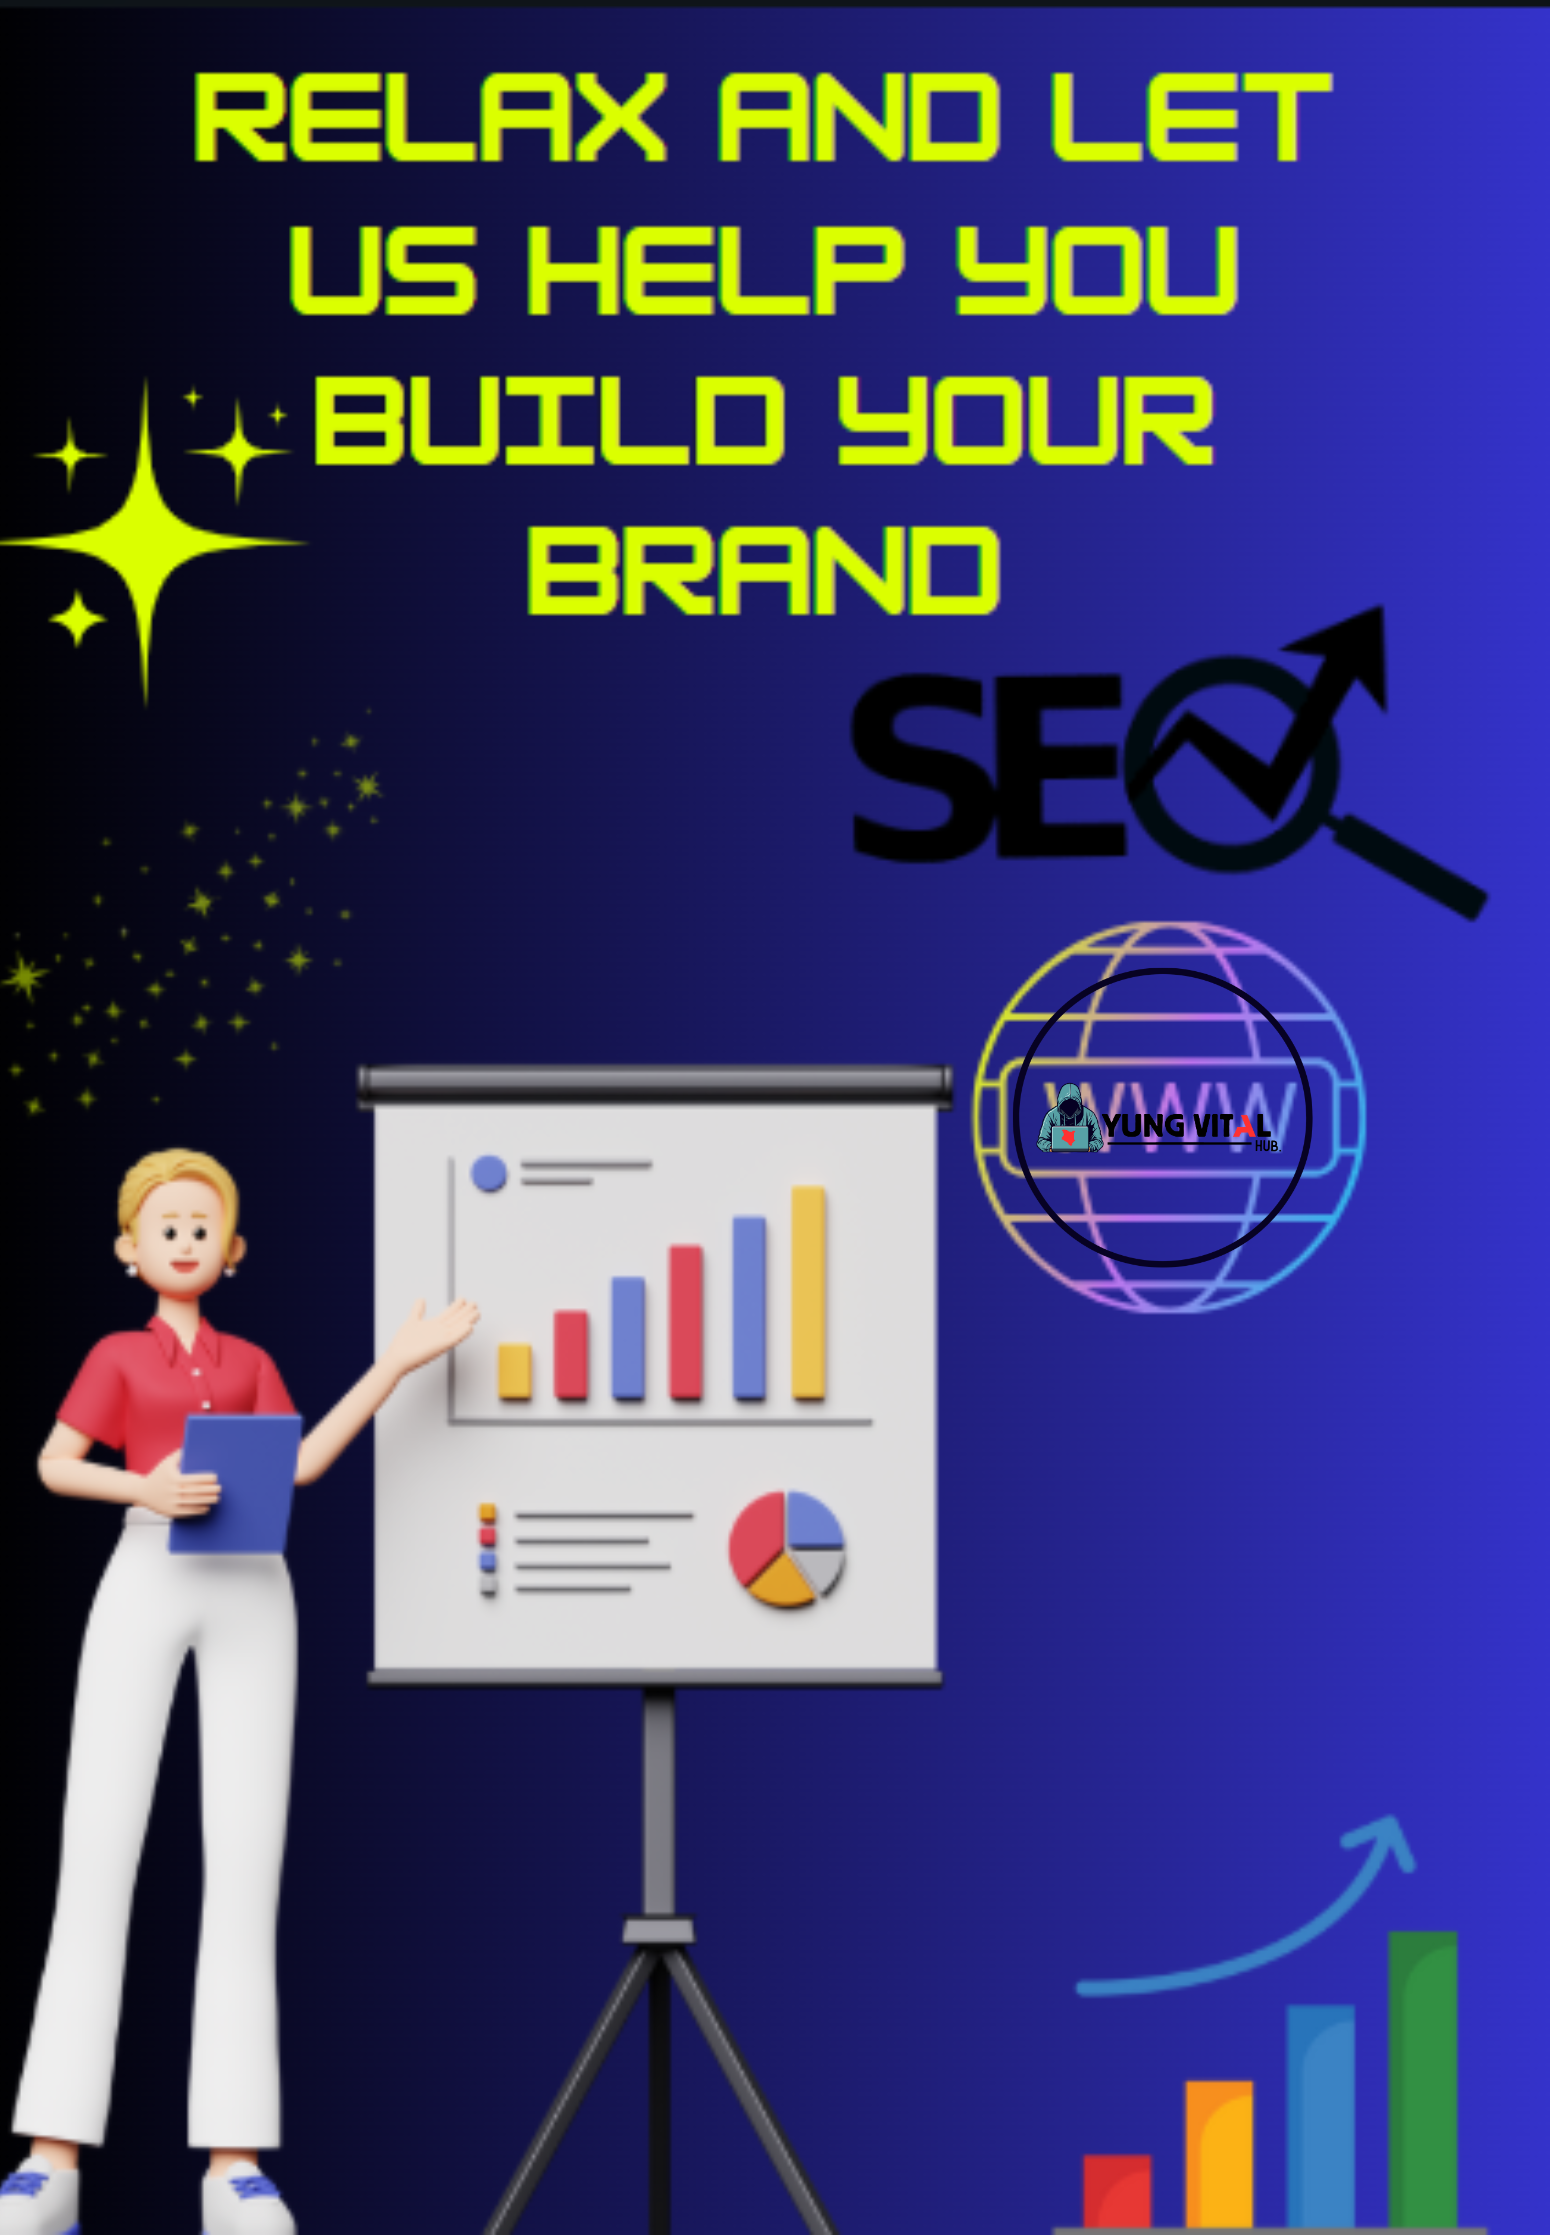 RELAX AND LET
US HELP YOU
BUILD YOUR
BRAND
SEO
WWW
YUNG VITAL
HUB.